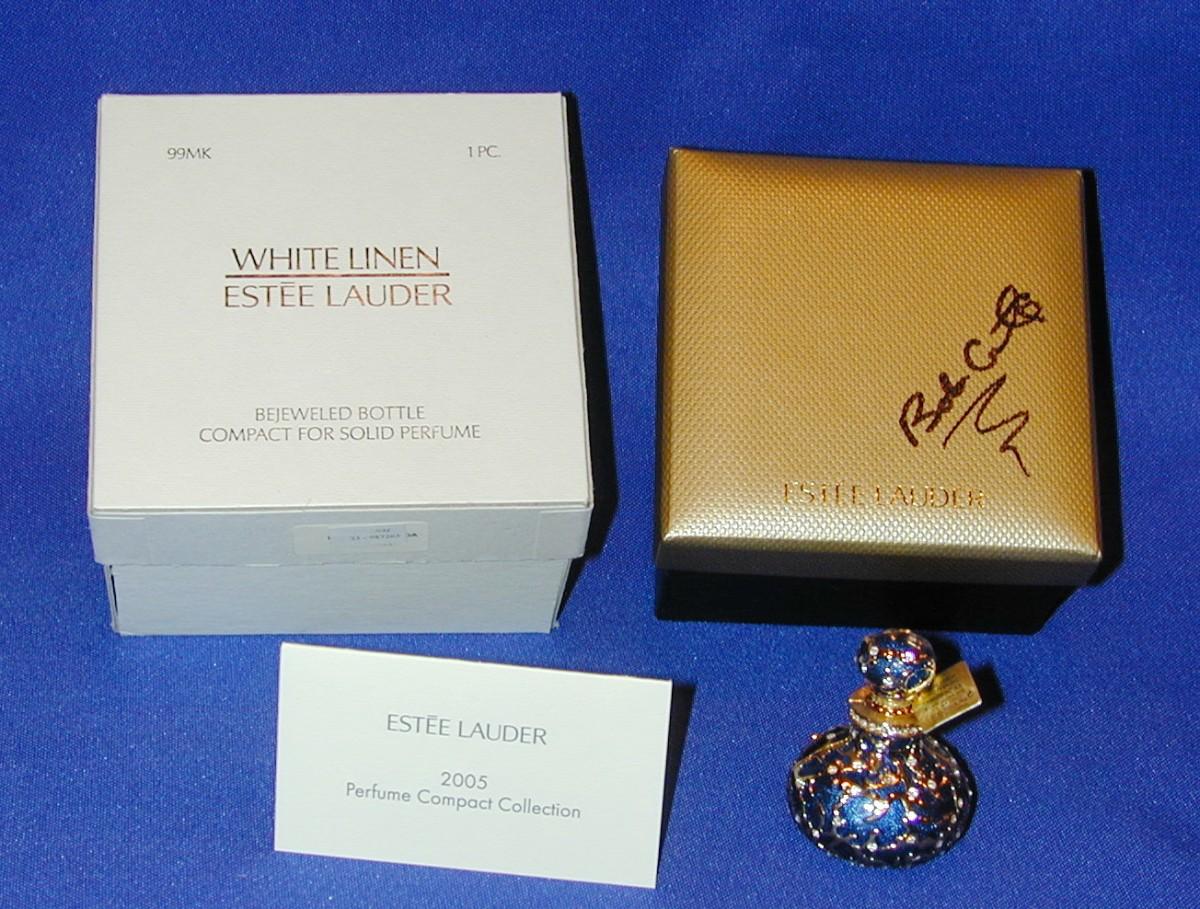 99MK 1 PC.
WHITE LINEN
ESTĒE LAUDER
BEJEWELED BOTTLE
COMPACT FOR SOLID PERFUME
ESTĒE LAUDER
Bob
ESTĒE LAUDER
2005
Perfume Compact Collection